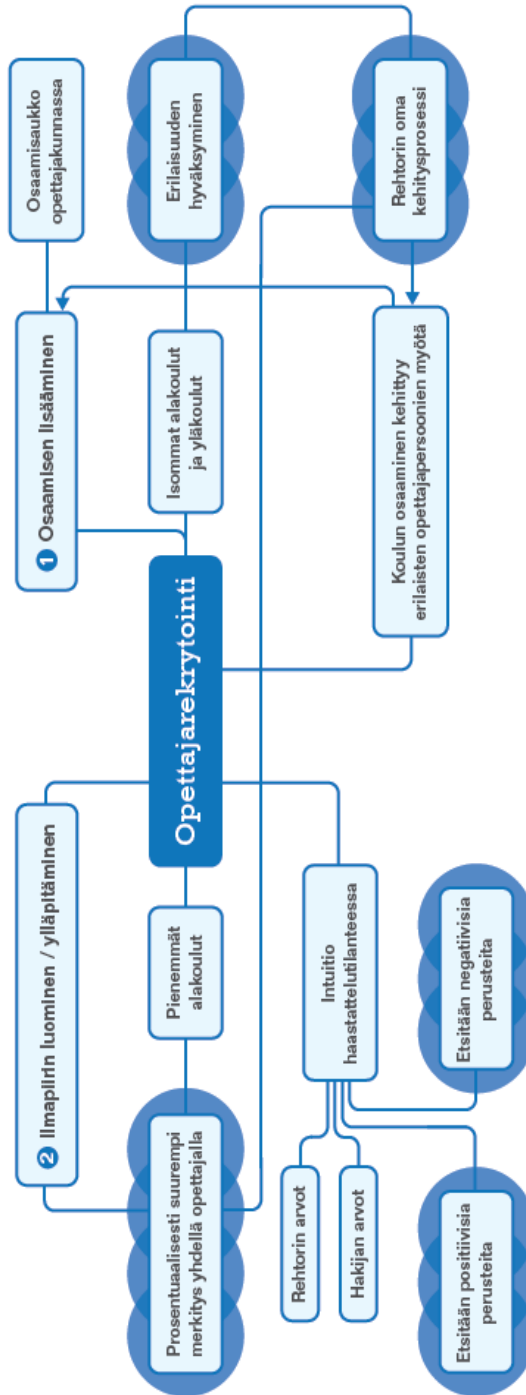 2 Ilmapiirin luominen / ylläpitäminen
1 Osaamisen lisääminen
Osaamisaukko
opettajakunnassa
Prosentuaalisesti suurempi
merkitys yhdellä opettajalla
Pienemmät
alakoulut
Opettajarekrytointi
Isommat alakoulut
ja yläkoulut
Erilaisuuden
hyväksyminen
Rehtorin arvot
Hakijan arvot
Intuitio
haastattelutilanteessa
Koulun osaaminen kehittyy
erilaisten opettajapersoonien myötä
Rehtorin oma
kehitysprosessi
Etsitään positiivisia
perusteita
Etsitään negatiivisia
perusteita